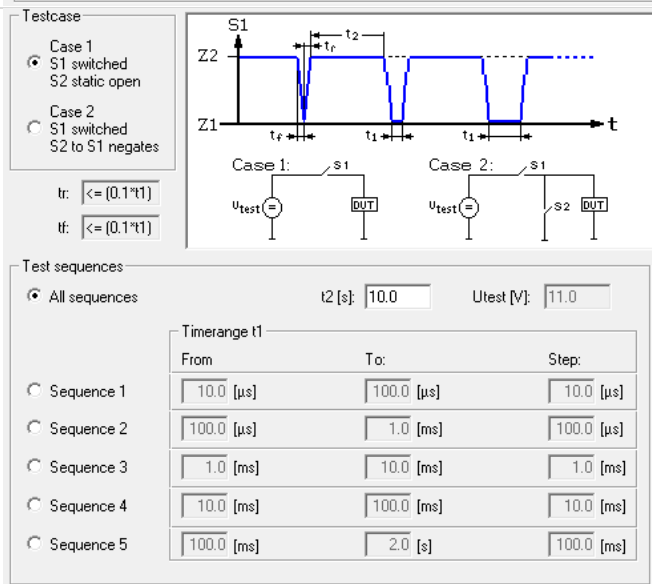 Testcase
Case 1
S1 switched
S2 static open
Case 2
S1 switched
S2 to S1 negates
tr: <= (0.1*t1)
tf: <= (0.1*t1)
S1
Z2
tr
t2
Z1
tf
t1
t1
t
Case 1:
S1
Utest
DUT
Case 2:
S1
Utest
S2
DUT
Test sequences
All sequences
t2 [s]: 10.0
Utest [V]: 11.0
Timerange t1
From To: Step:
Sequence 1 10.0 [µs] 100.0 [µs] 10.0 [µs]
Sequence 2 100.0 [µs] 1.0 [ms] 100.0 [µs]
Sequence 3 1.0 [ms] 10.0 [ms] 1.0 [ms]
Sequence 4 10.0 [ms] 100.0 [ms] 10.0 [ms]
Sequence 5 100.0 [ms] 2.0 [s] 100.0 [ms]